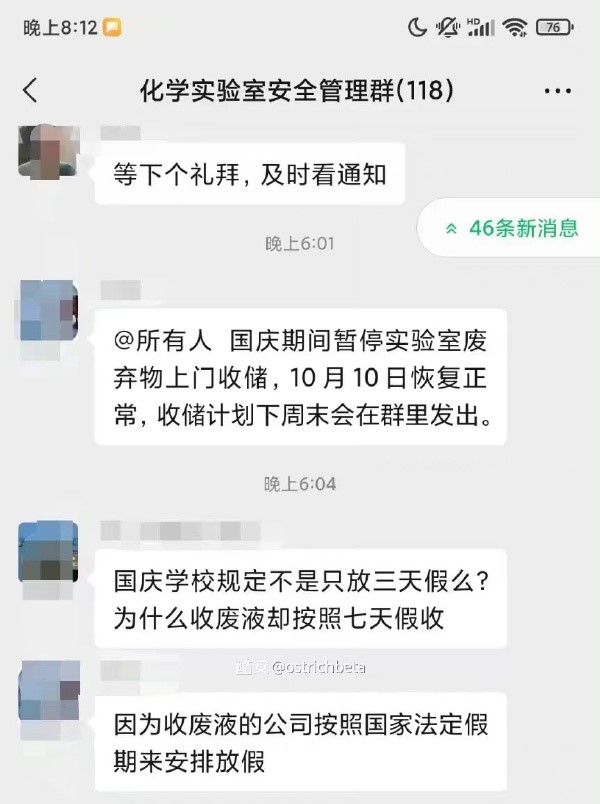 晚上8:12
HD
76
化学实验室安全管理群(118)
等下个礼拜，及时看通知
46条新消息
晚上6:01
@所有人 国庆期间暂停实验室废
弃物上门收储，10月10日恢复正
常，收储计划下周末会在群里发出。
晚上6:04
国庆学校规定不是只放三天假么?
为什么收废液却按照七天假收
@ostrichbeta
因为收废液的公司按照国家法定假
期来安排放假